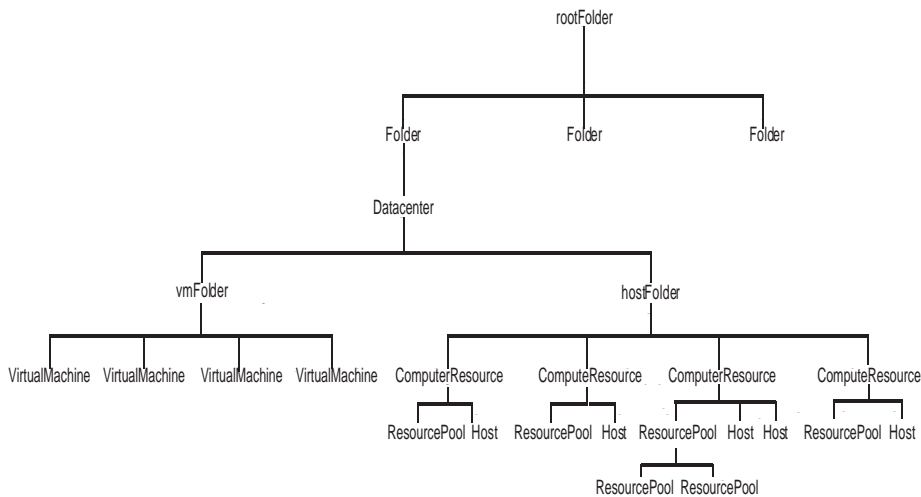 rootFolder
Folder Folder Folder
Datacenter
vmFolder hostFolder
VirtualMachine VirtualMachine VirtualMachine VirtualMachine ComputerResource ComputeResource ComputerResource ComputeResource
ResourcePool Host ResourcePool Host ResourcePool Host Host ResourcePool Host
ResourcePool ResourcePool